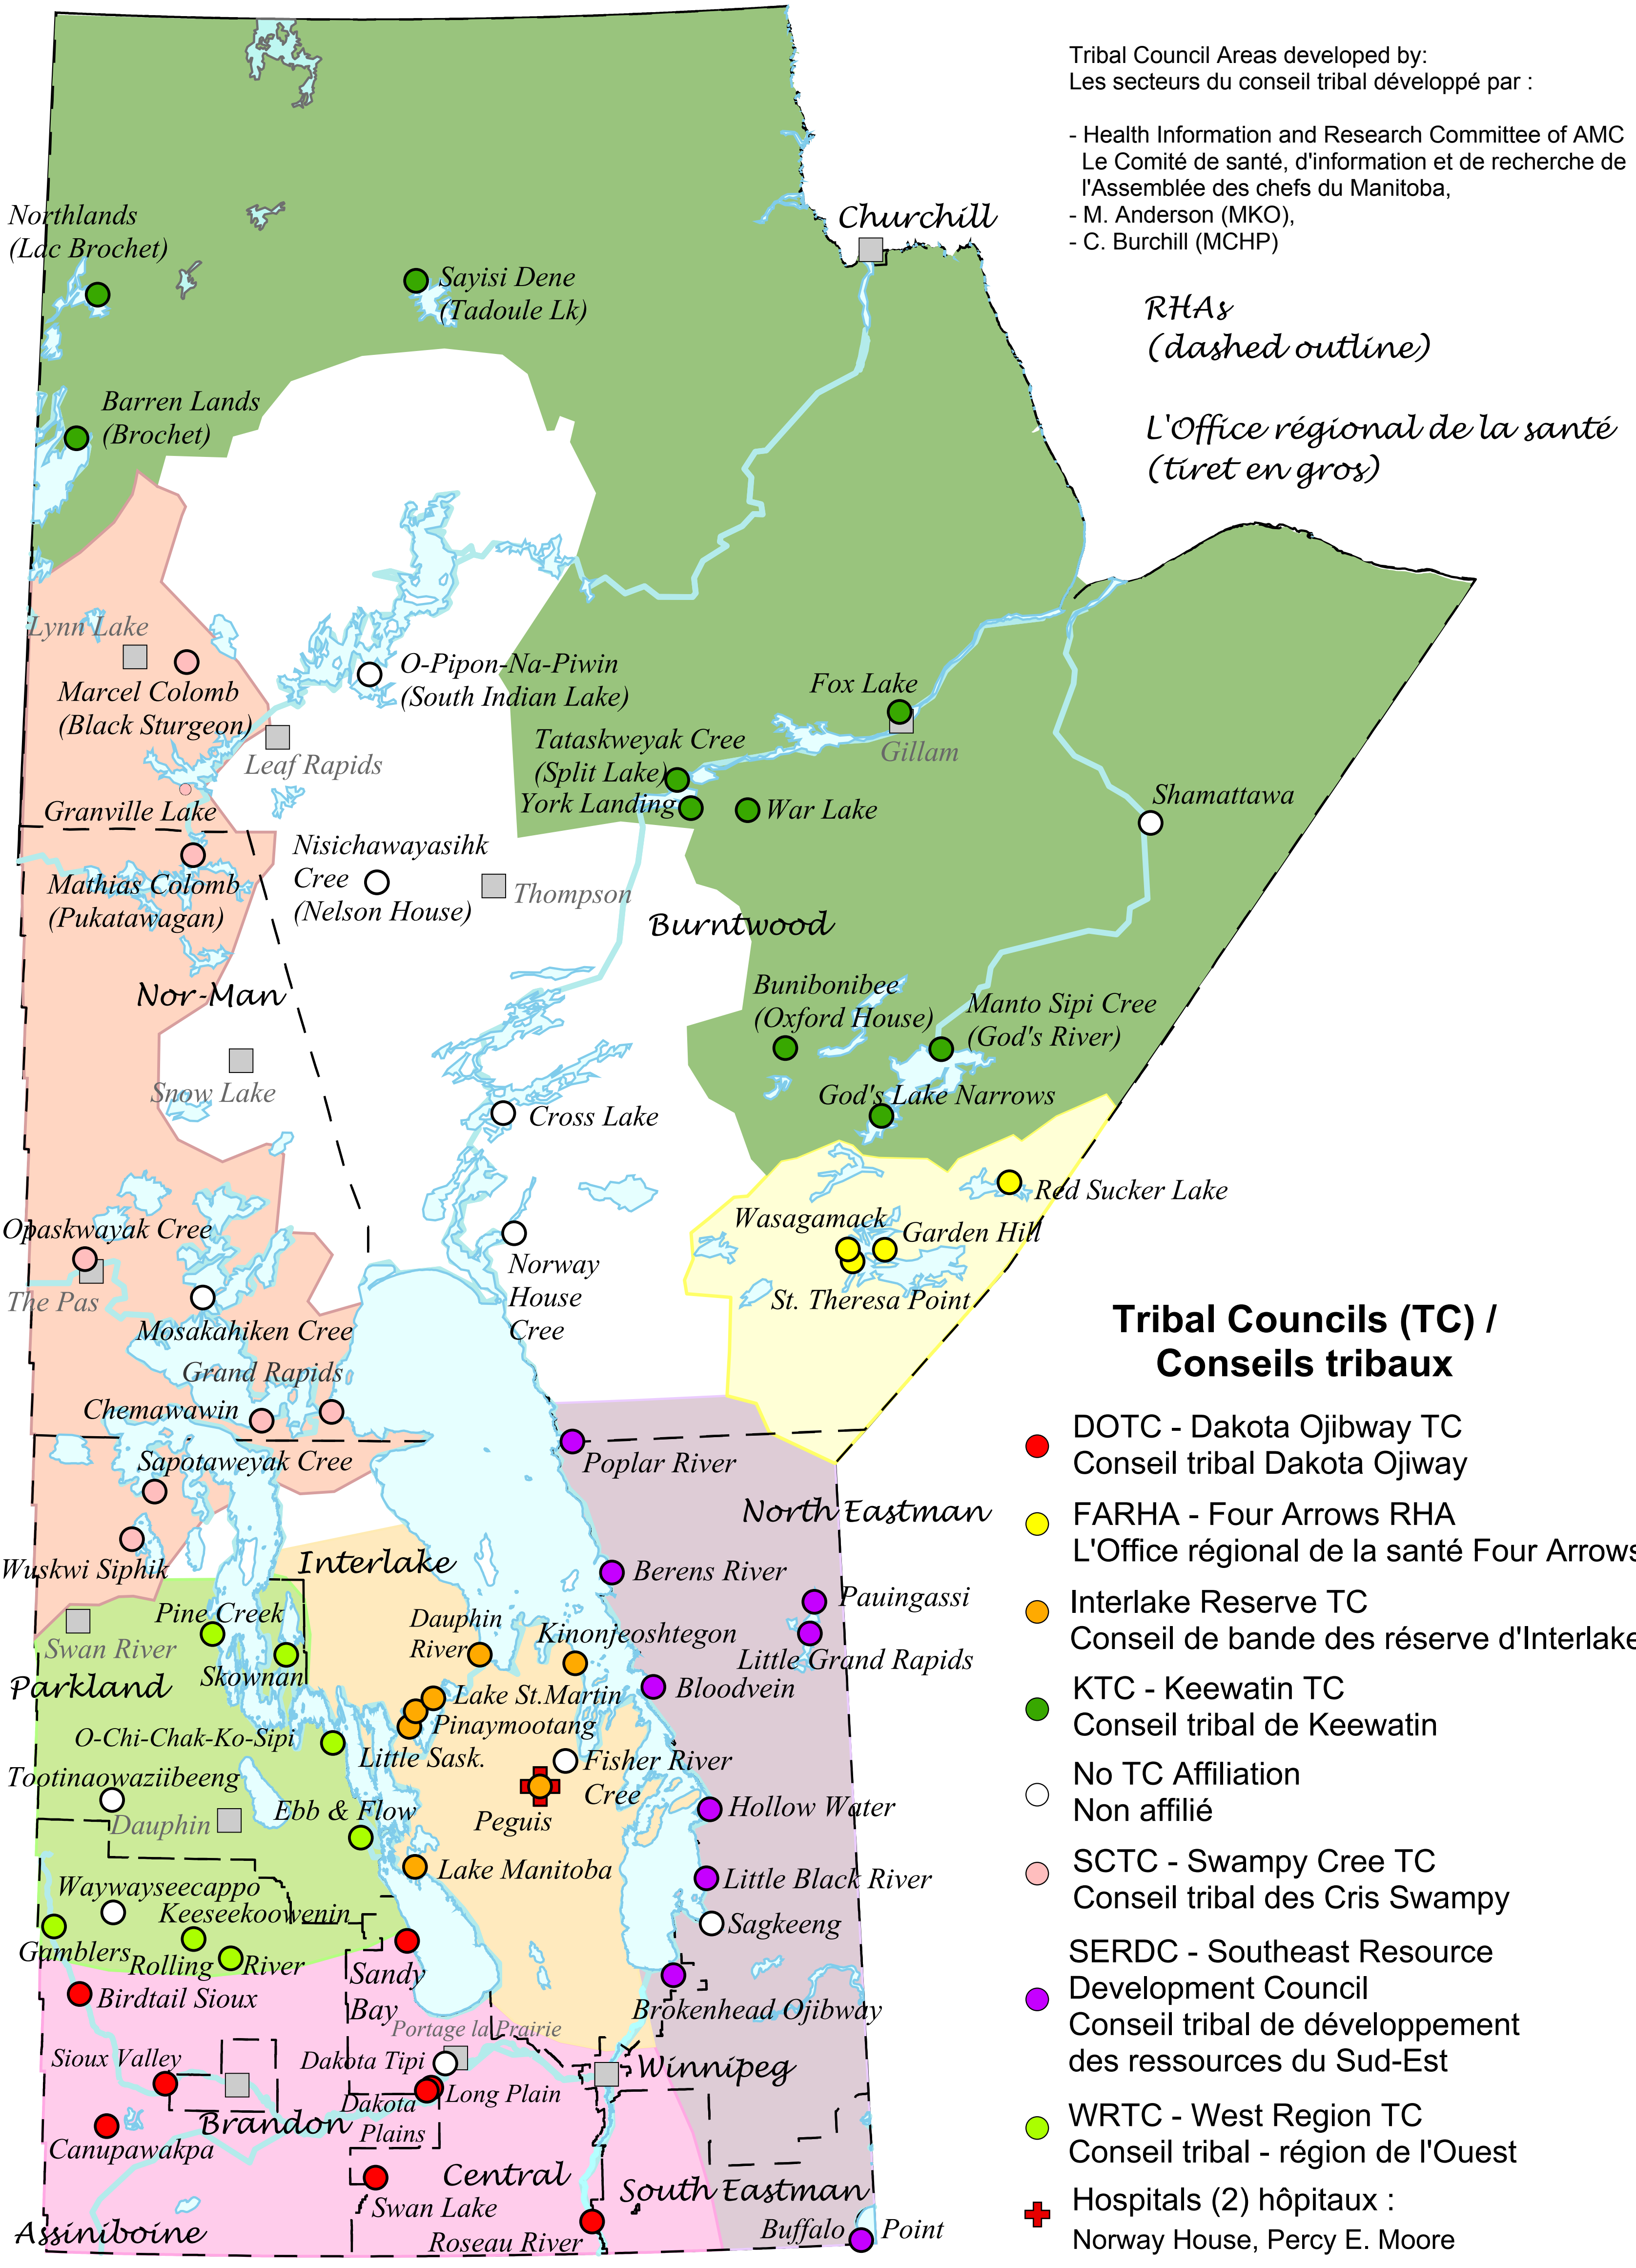 Tribal Council Areas developed by:
Les secteurs du conseil tribal développé par :
- Health Information and Research Committee of AMC
Le Comité de santé, d'information et de recherche de
l'Assemblée des chefs du Manitoba,
- M. Anderson (MKO),
- C. Burchill (MCHP)
RHAs
(dashed outline)
L'Office régional de la santé
(tiret en gros)
Churchill
Northlands
(Lac Brochet)
Sayisi Dene
(Tadoule Lk)
Barren Lands
(Brochet)
Lynn Lake
Marcel Colomb
(Black Sturgeon)
O-Pipon-Na-Piwin
(South Indian Lake)
Leaf Rapids
Fox Lake
Gillam
Tataskweyak Cree
(Split Lake)
York Landing
War Lake
Shamattawa
Granville Lake
Mathias Colomb
(Pukatawagan)
Nisichawayasihk
Cree
(Nelson House)
Thompson
Burntwood
Nor-Man
Bunibonibee
(Oxford House)
Manto Sipi Cree
(God's River)
Snow Lake
God's Lake Narrows
Cross Lake
Red Sucker Lake
Wasagamack
Garden Hill
St. Theresa Point
Opaskwayak Cree
The Pas
Norway
House
Cree
Mosakahiken Cree
Grand Rapids
Chemawawin
Sapotaweyak Cree
Poplar River
North Eastman
Wuskwi Siphik
Interlake
Berens River
Pauingassi
Pine Creek
Swan River
Skownan
Parkland
Dauphin
River
Kinonjeoshtegon
Little Grand Rapids
Bloodvein
Lake St.Martin
Pinaymootang
Little Sask.
O-Chi-Chak-Ko-Sipi
Tootinaowaziibeeng
Dauphin
Ebb & Flow
Fisher River
Cree
Peguis
Hollow Water
Lake Manitoba
Little Black River
Waywayseecappo
Keeseekoowenin
Sagkeeng
Gamblers
Rolling River
Sandy
Bay
Birdtail Sioux
Brokenhead Ojibway
Portage la Prairie
Sioux Valley
Dakota Tipi
Winnipeg
Long Plain
Dakota
Plains
Brandon
Canupawakpa
Central
Swan Lake
South Eastman
Assiniboine
Roseau River
Buffalo Point
Tribal Councils (TC) /
Conseils tribaux
DOTC - Dakota Ojibway TC
Conseil tribal Dakota Ojiway
FARHA - Four Arrows RHA
L'Office régional de la santé Four Arrows
Interlake Reserve TC
Conseil de bande des réserve d'Interlake
KTC - Keewatin TC
Conseil tribal de Keewatin
No TC Affiliation
Non affilié
SCTC - Swampy Cree TC
Conseil tribal des Cris Swampy
SERDC - Southeast Resource
Development Council
Conseil tribal de développement
des ressources du Sud-Est
WRTC - West Region TC
Conseil tribal - région de l'Ouest
Hospitals (2) hôpitaux :
Norway House, Percy E. Moore